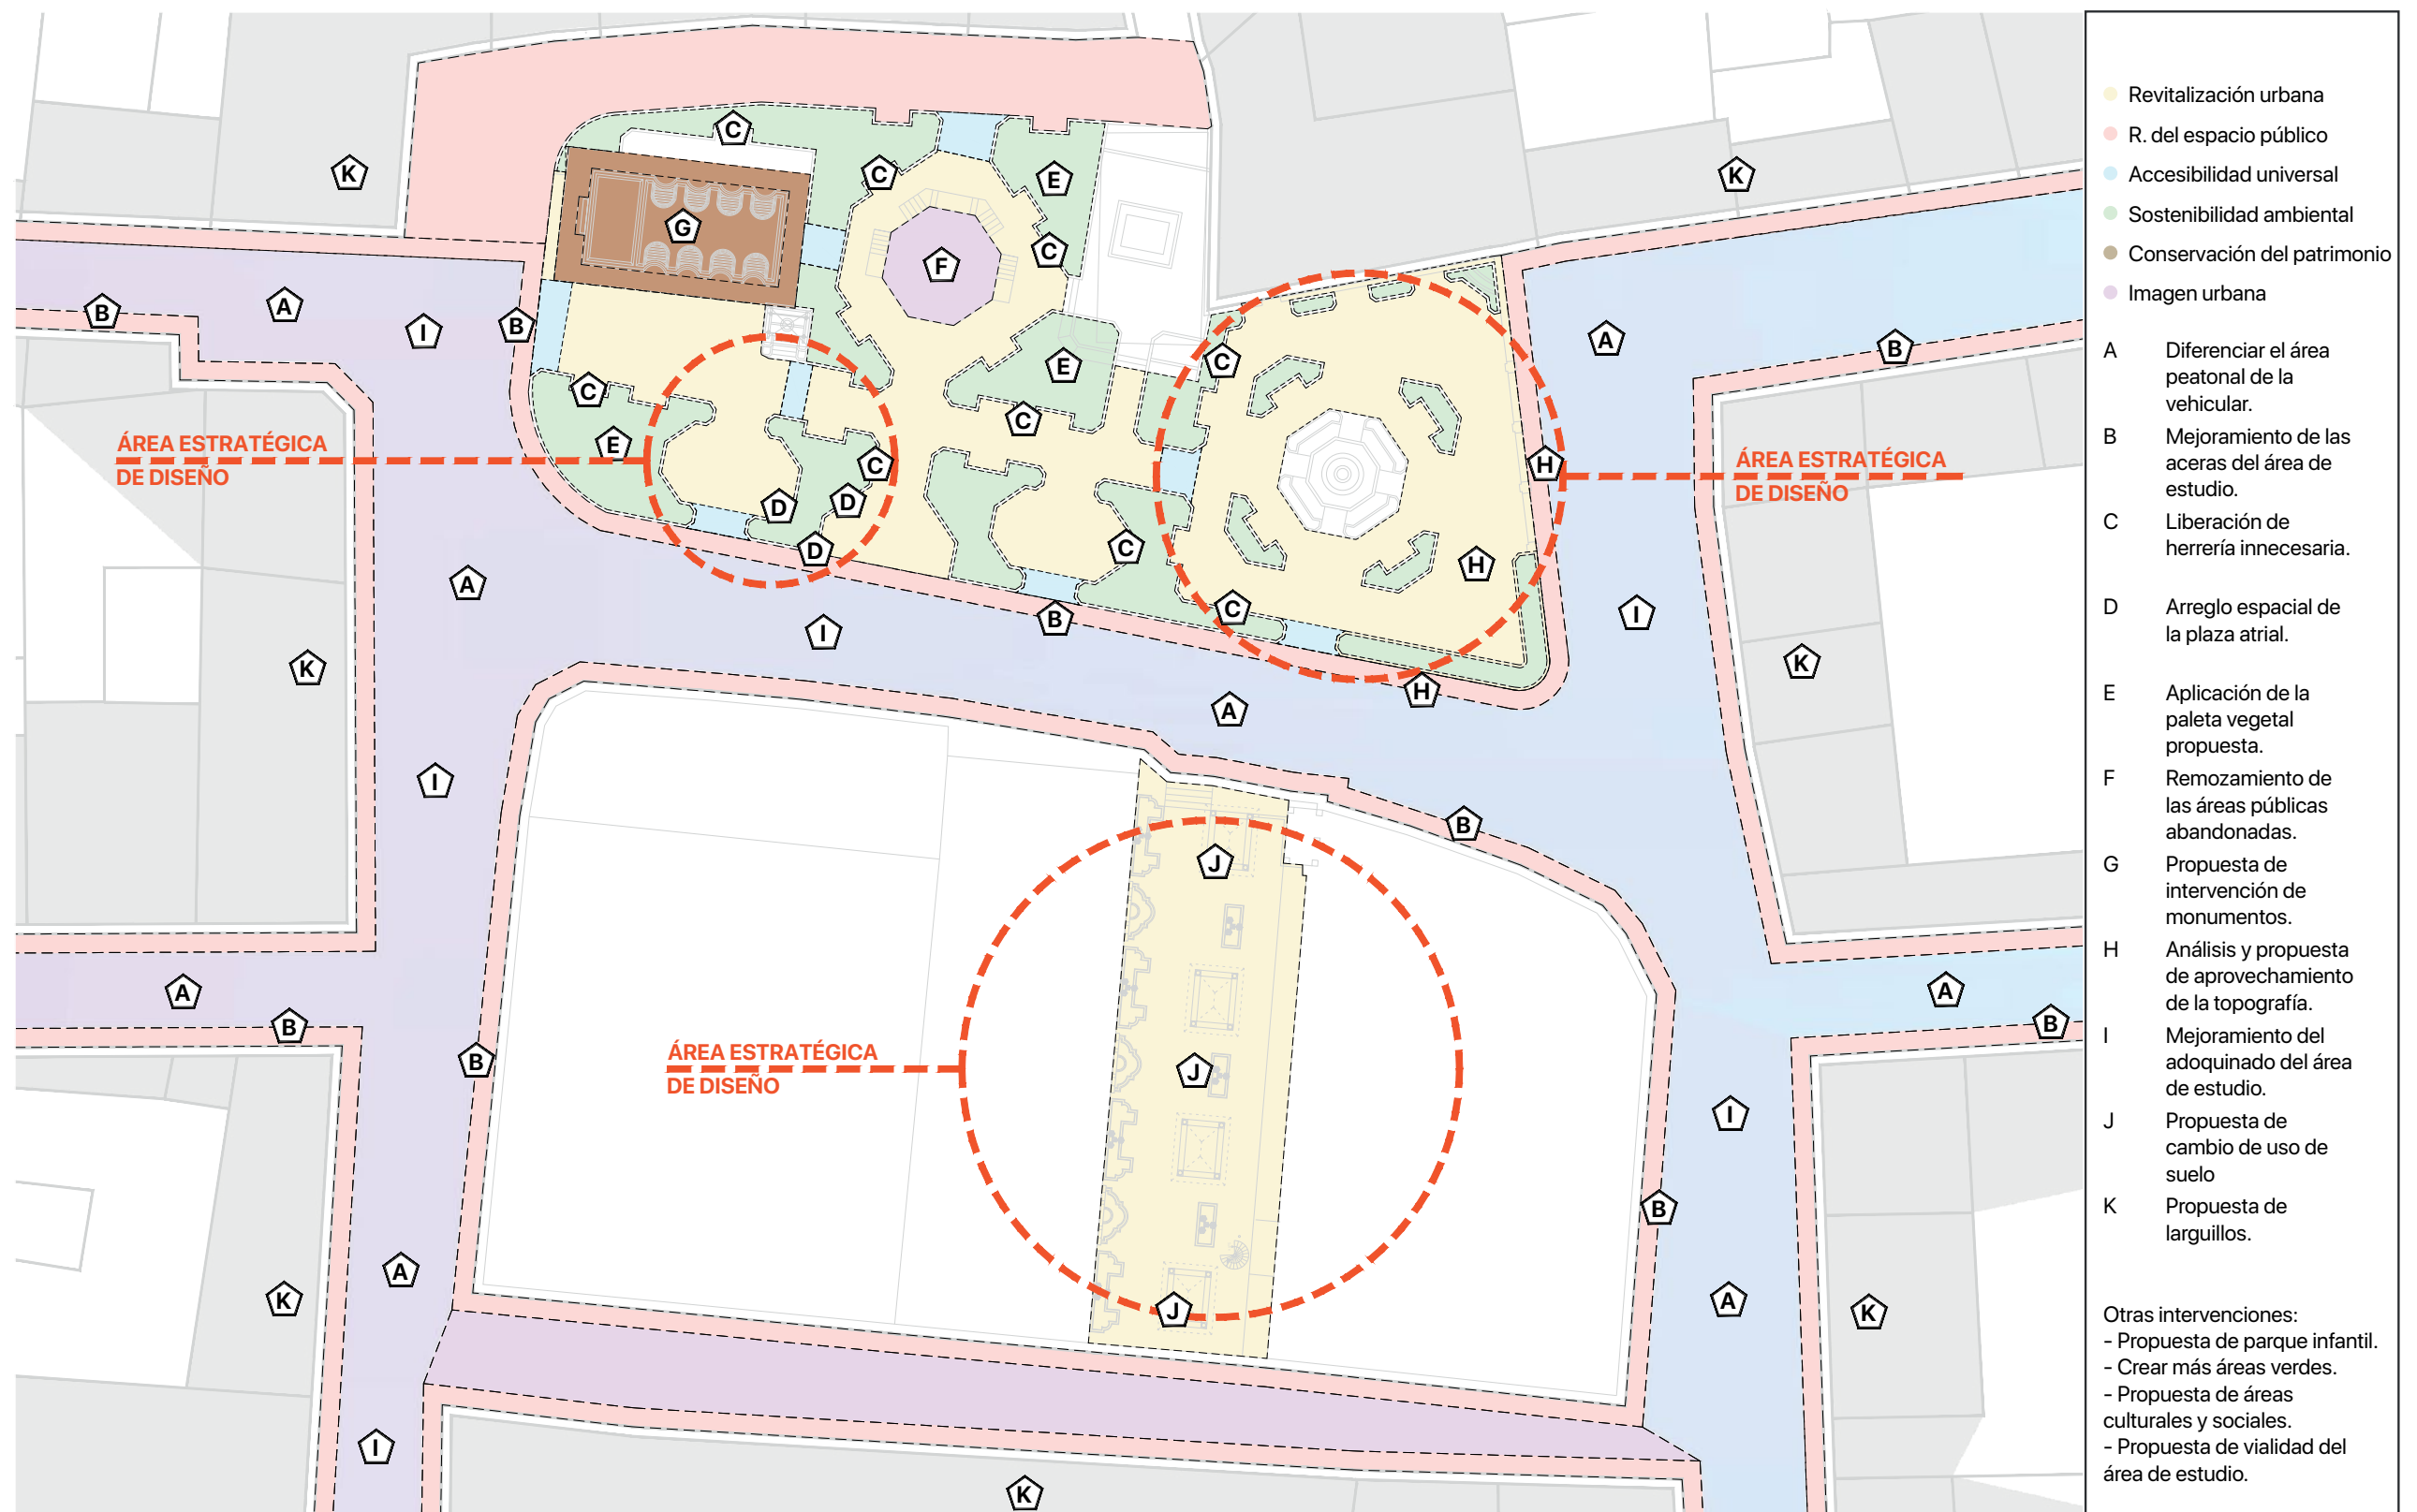 C
K
C
E
K
G
C
F
A
B
I
B
A
B
C
E
C
C
C
E
ÁREA ESTRATÉGICA
DE DISEÑO
C
D
D
D
H
ÁREA ESTRATÉGICA
DE DISEÑO
C
H
A
I
B
C
I
K
K
H
A
I
B
J
A
B
A
B
B
ÁREA ESTRATÉGICA
DE DISEÑO
J
I
B
A
K
J
A
K
I
K
Revitalización urbana
R. del espacio público
Accesibilidad universal
Sostenibilidad ambiental
Conservación del patrimonio
Imagen urbana
A Diferenciar el área
peatonal de la
vehicular.
B Mejoramiento de las
aceras del área de
estudio.
C Liberación de
herrería innecesaria.
D Arreglo espacial de
la plaza atrial.
E Aplicación de la
paleta vegetal
propuesta.
F Remozamiento de
las áreas públicas
abandonadas.
G Propuesta de
intervención de
monumentos.
H Análisis y propuesta
de aprovechamiento
de la topografía.
I Mejoramiento del
adoquinado del área
de estudio.
J Propuesta de
cambio de uso de
suelo
K Propuesta de
larguillos.
Otras intervenciones:
- Propuesta de parque infantil.
- Crear más áreas verdes.
- Propuesta de áreas
culturales y sociales.
- Propuesta de vialidad del
área de estudio.